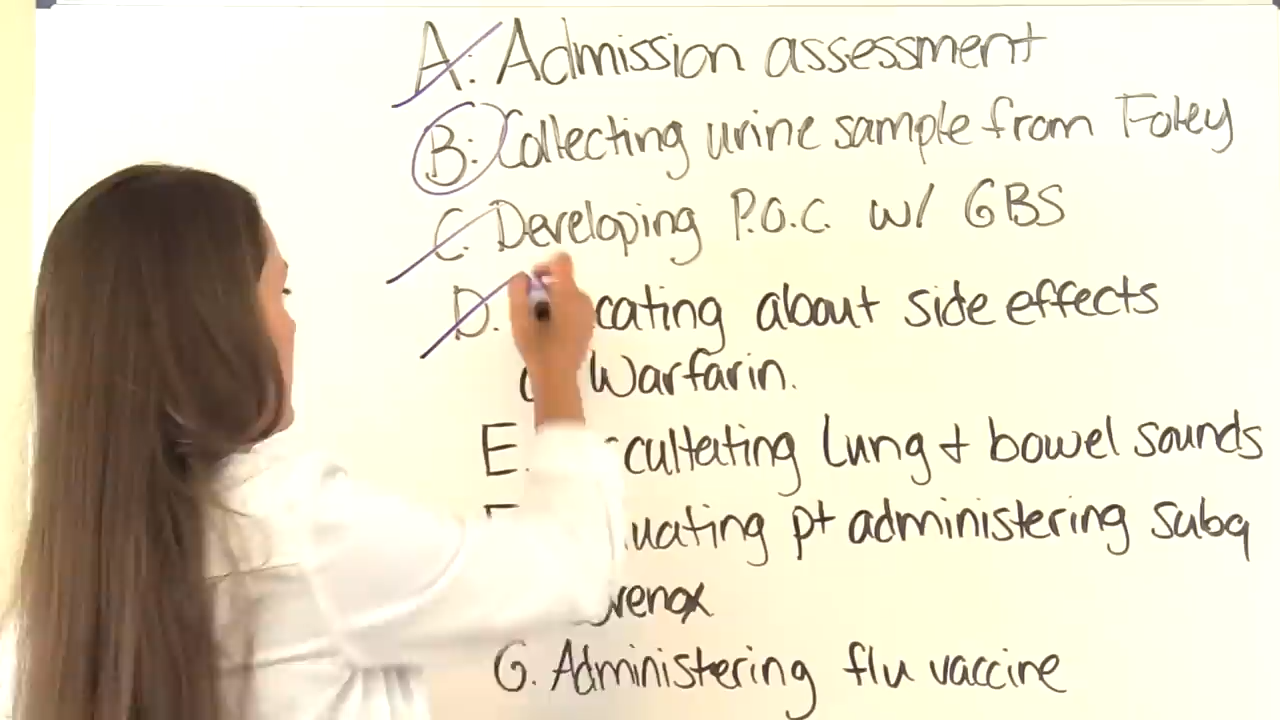 A. Admission assessment
B. Collecting urine sample from Foley
C. Developing P.O.C. w/ GBS
D. cating about side effects
Warfarin.
E. cultating lung + bowel sounds
uating pt administering subq
venox
G. Administering flu vaccine